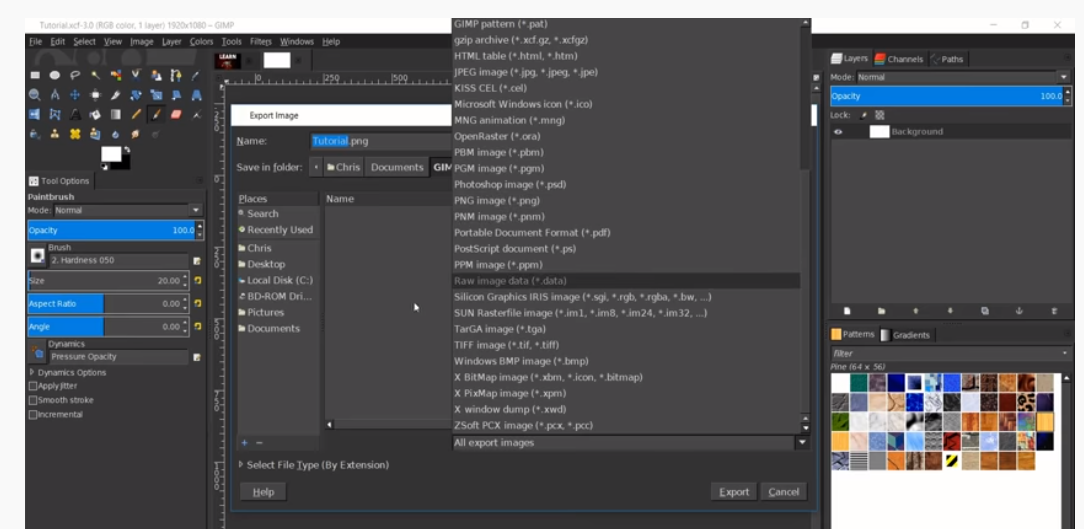 Tutorial.xcf-3.0 (RGB color, 1 layer) 1920x1080 – GIMP
File Edit Select View Image Layer Colors Tools Filters Windows Help
LEARN
0 250 500
Tool Options
Paintbrush
Mode: Normal
Opacity 100.0
Brush
2. Hardness 050
Size 20.00
Aspect Ratio 0.00
Angle 0.00
Dynamics
Pressure Opacity
Dynamics Options
Apply Jitter
Smooth stroke
Incremental
Export Image
Name: Tutorial.png
Save in folder: Chris Documents GIM
Places Name
Search
Recently Used
Chris
Desktop
Local Disk (C:)
BD-ROM Dri...
Pictures
Documents
+ −
GIMP pattern (*.pat)
gzip archive (*.xcf.gz, *.xcfgz)
HTML table (*.html, *.htm)
JPEG image (*.jpg, *.jpeg, *.jpe)
KISS CEL (*.cel)
Microsoft Windows icon (*.ico)
MNG animation (*.mng)
OpenRaster (*.ora)
PBM image (*.pbm)
PGM image (*.pgm)
Photoshop image (*.psd)
PNG image (*.png)
PNM image (*.pnm)
Portable Document Format (*.pdf)
PostScript document (*.ps)
PPM image (*.ppm)
Raw image data (*.data)
Silicon Graphics IRIS image (*.sgi, *.rgb, *.rgba, *.bw, ...)
SUN Rasterfile image (*.im1, *.im8, *.im24, *.im32, ...)
TarGA image (*.tga)
TIFF image (*.tif, *.tiff)
Windows BMP image (*.bmp)
X BitMap image (*.xbm, *.icon, *.bitmap)
X PixMap image (*.xpm)
X window dump (*.xwd)
ZSoft PCX image (*.pcx, *.pcc)
All export images
Select File Type (By Extension)
Help Export Cancel
Layers Channels Paths
Mode: Normal
Opacity 100.0
Lock:
Background
Patterns Gradients
filter
Pine (64 × 56)